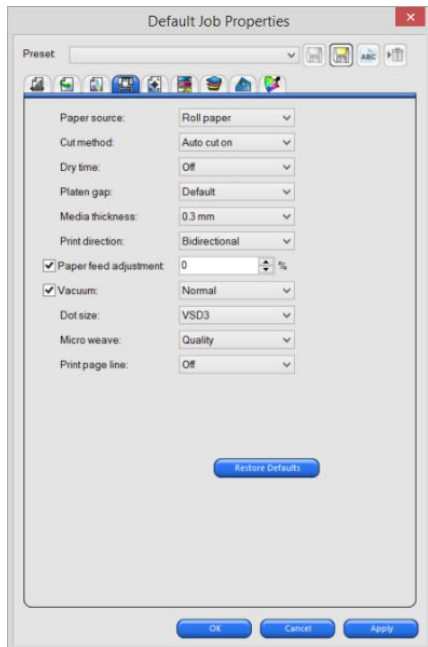 Default Job Properties
Preset
ABC
Paper source: Roll paper
Cut method: Auto cut on
Dry time: Off
Platen gap: Default
Media thickness: 0.3 mm
Print direction: Bidirectional
Paper feed adjustment: 0 %
Vacuum: Normal
Dot size: VSD3
Micro weave: Quality
Print page line: Off
Restore Defaults
OK Cancel Apply